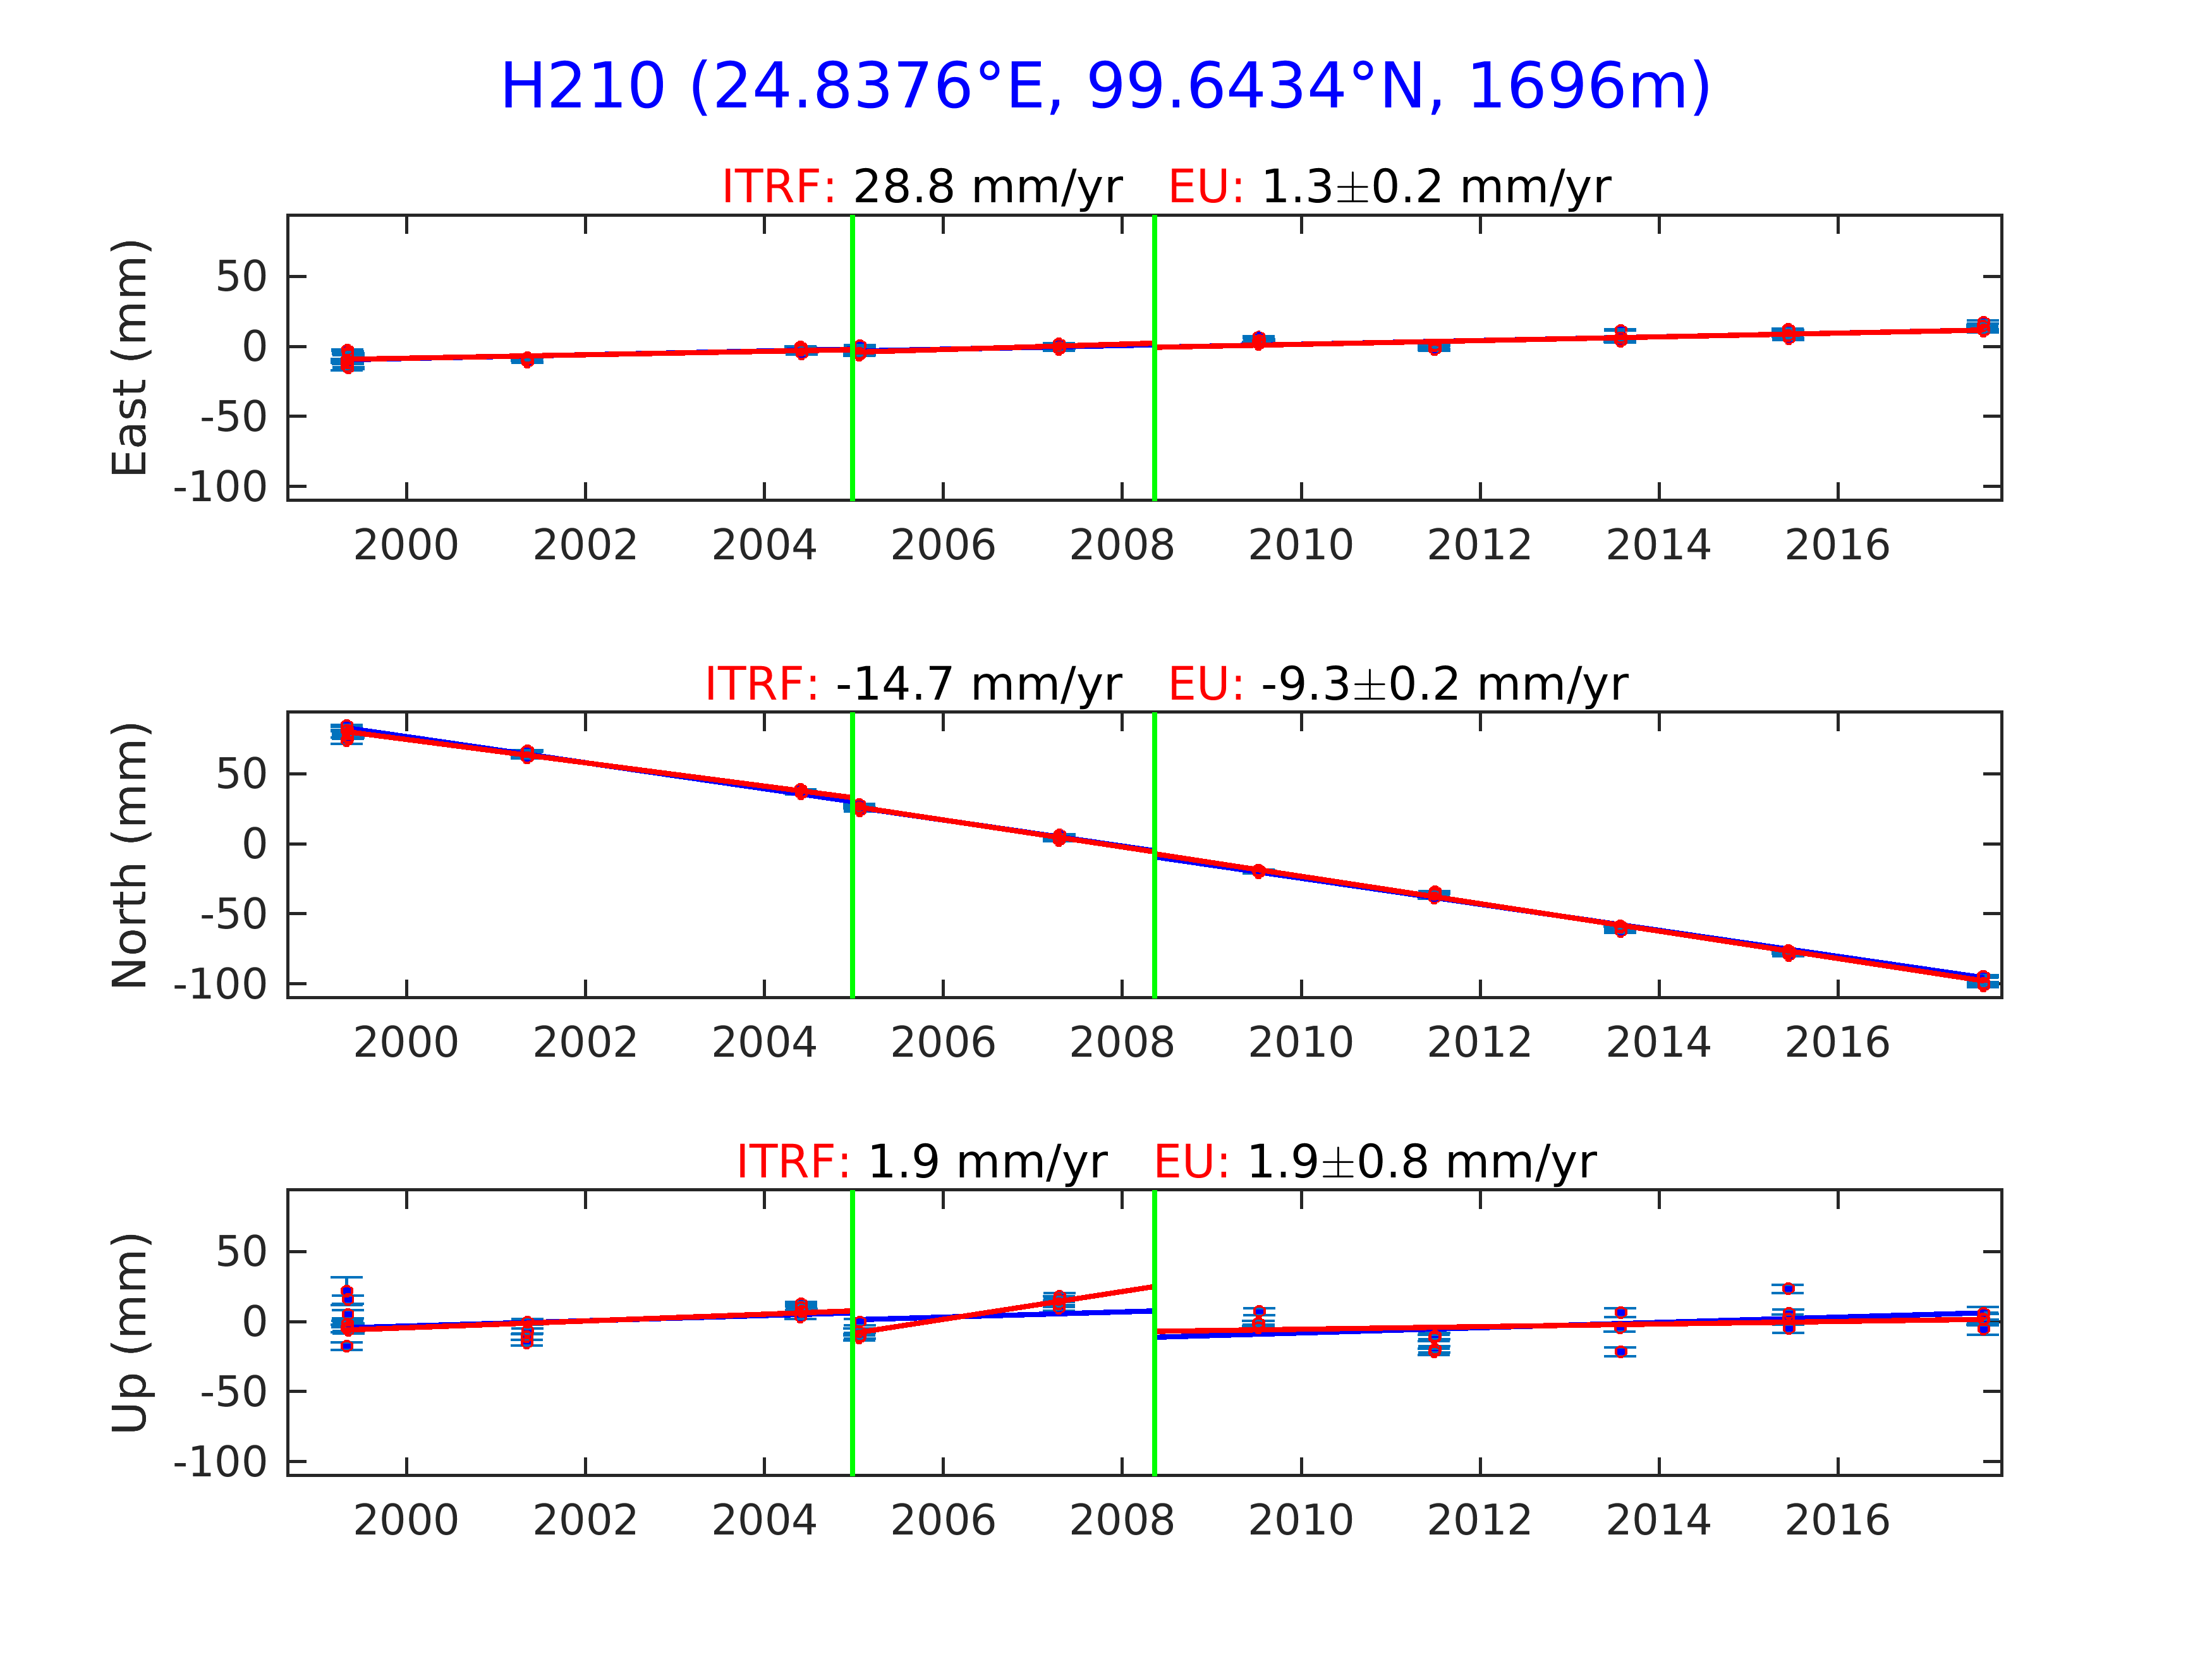 H210 (24.8376°E, 99.6434°N, 1696m)
ITRF: 28.8 mm/yr EU: 1.3±0.2 mm/yr
East (mm)
50
0
-50
-100
2000 2002 2004 2006 2008 2010 2012 2014 2016
ITRF: -14.7 mm/yr EU: -9.3±0.2 mm/yr
North (mm)
50
0
-50
-100
2000 2002 2004 2006 2008 2010 2012 2014 2016
ITRF: 1.9 mm/yr EU: 1.9±0.8 mm/yr
Up (mm)
50
0
-50
-100
2000 2002 2004 2006 2008 2010 2012 2014 2016